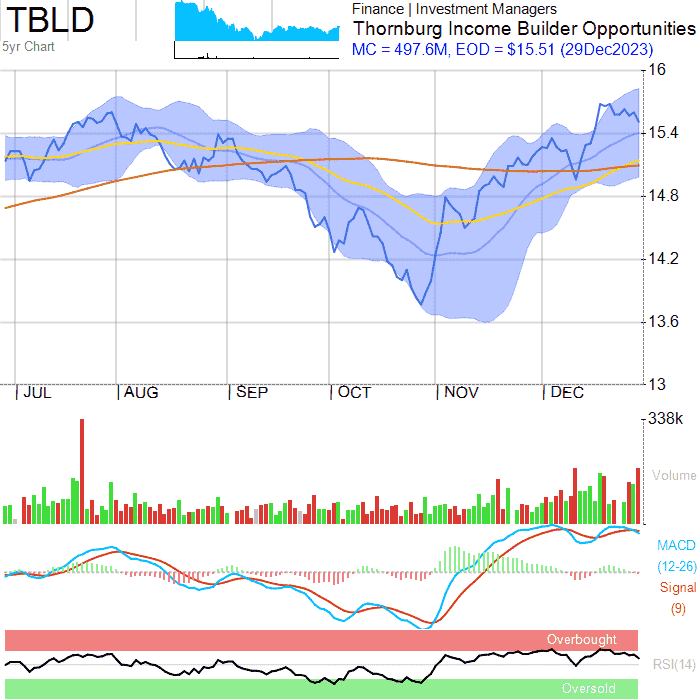 TBLD
5yr Chart
Finance | Investment Managers
Thornburg Income Builder Opportunities
MC = 497.6M, EOD = $15.51 (29Dec2023)
16
15.4
14.8
14.2
13.6
13
JUL AUG SEP OCT NOV DEC
338k
Volume
MACD
(12-26)
Signal
(9)
Overbought
RSI(14)
Oversold